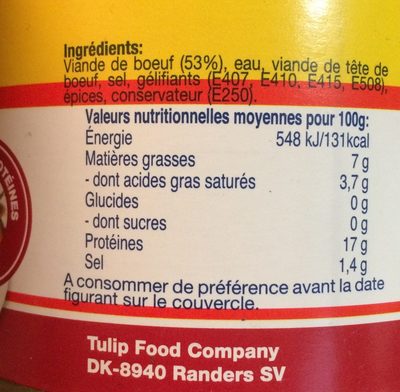 Ingrédients:
Viande de boeuf (53%), eau, viande de tête de
boeuf, sel, gélifiants (E407, E410, E415, E508),
épices, conservateur (E250).
Valeurs nutritionnelles moyennes pour 100g:
Énergie 548 kJ/131kcal
Matières grasses 7 g
- dont acides gras saturés 3,7 g
Glucides 0 g
- dont sucres 0 g
Protéines 17 g
Sel 1,4 g
A consommer de préférence avant la date
figurant sur le couvercle.
Tulip Food Company
DK-8940 Randers SV